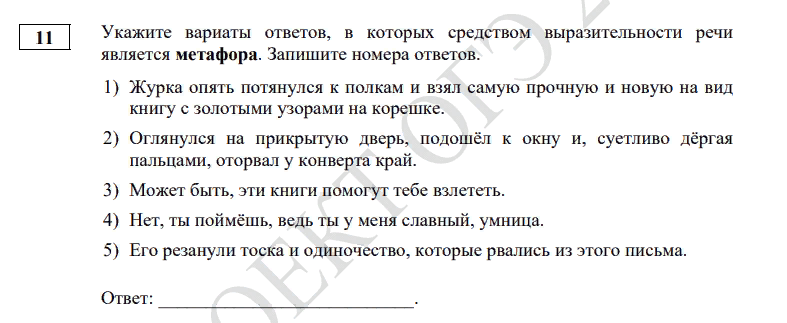 11
Укажите вариаты ответов, в которых средством выразительности речи
является метафора. Запишите номера ответов.
1) Журка опять потянулся к полкам и взял самую прочную и новую на вид
книгу с золотыми узорами на корешке.
2) Оглянулся на прикрытую дверь, подошёл к окну и, суетливо дёргая
пальцами, оторвал у конверта край.
3) Может быть, эти книги помогут тебе взлететь.
4) Нет, ты поймёшь, ведь ты у меня славный, умница.
5) Его резанули тоска и одиночество, которые рвались из этого письма.
Ответ: ___________________________.